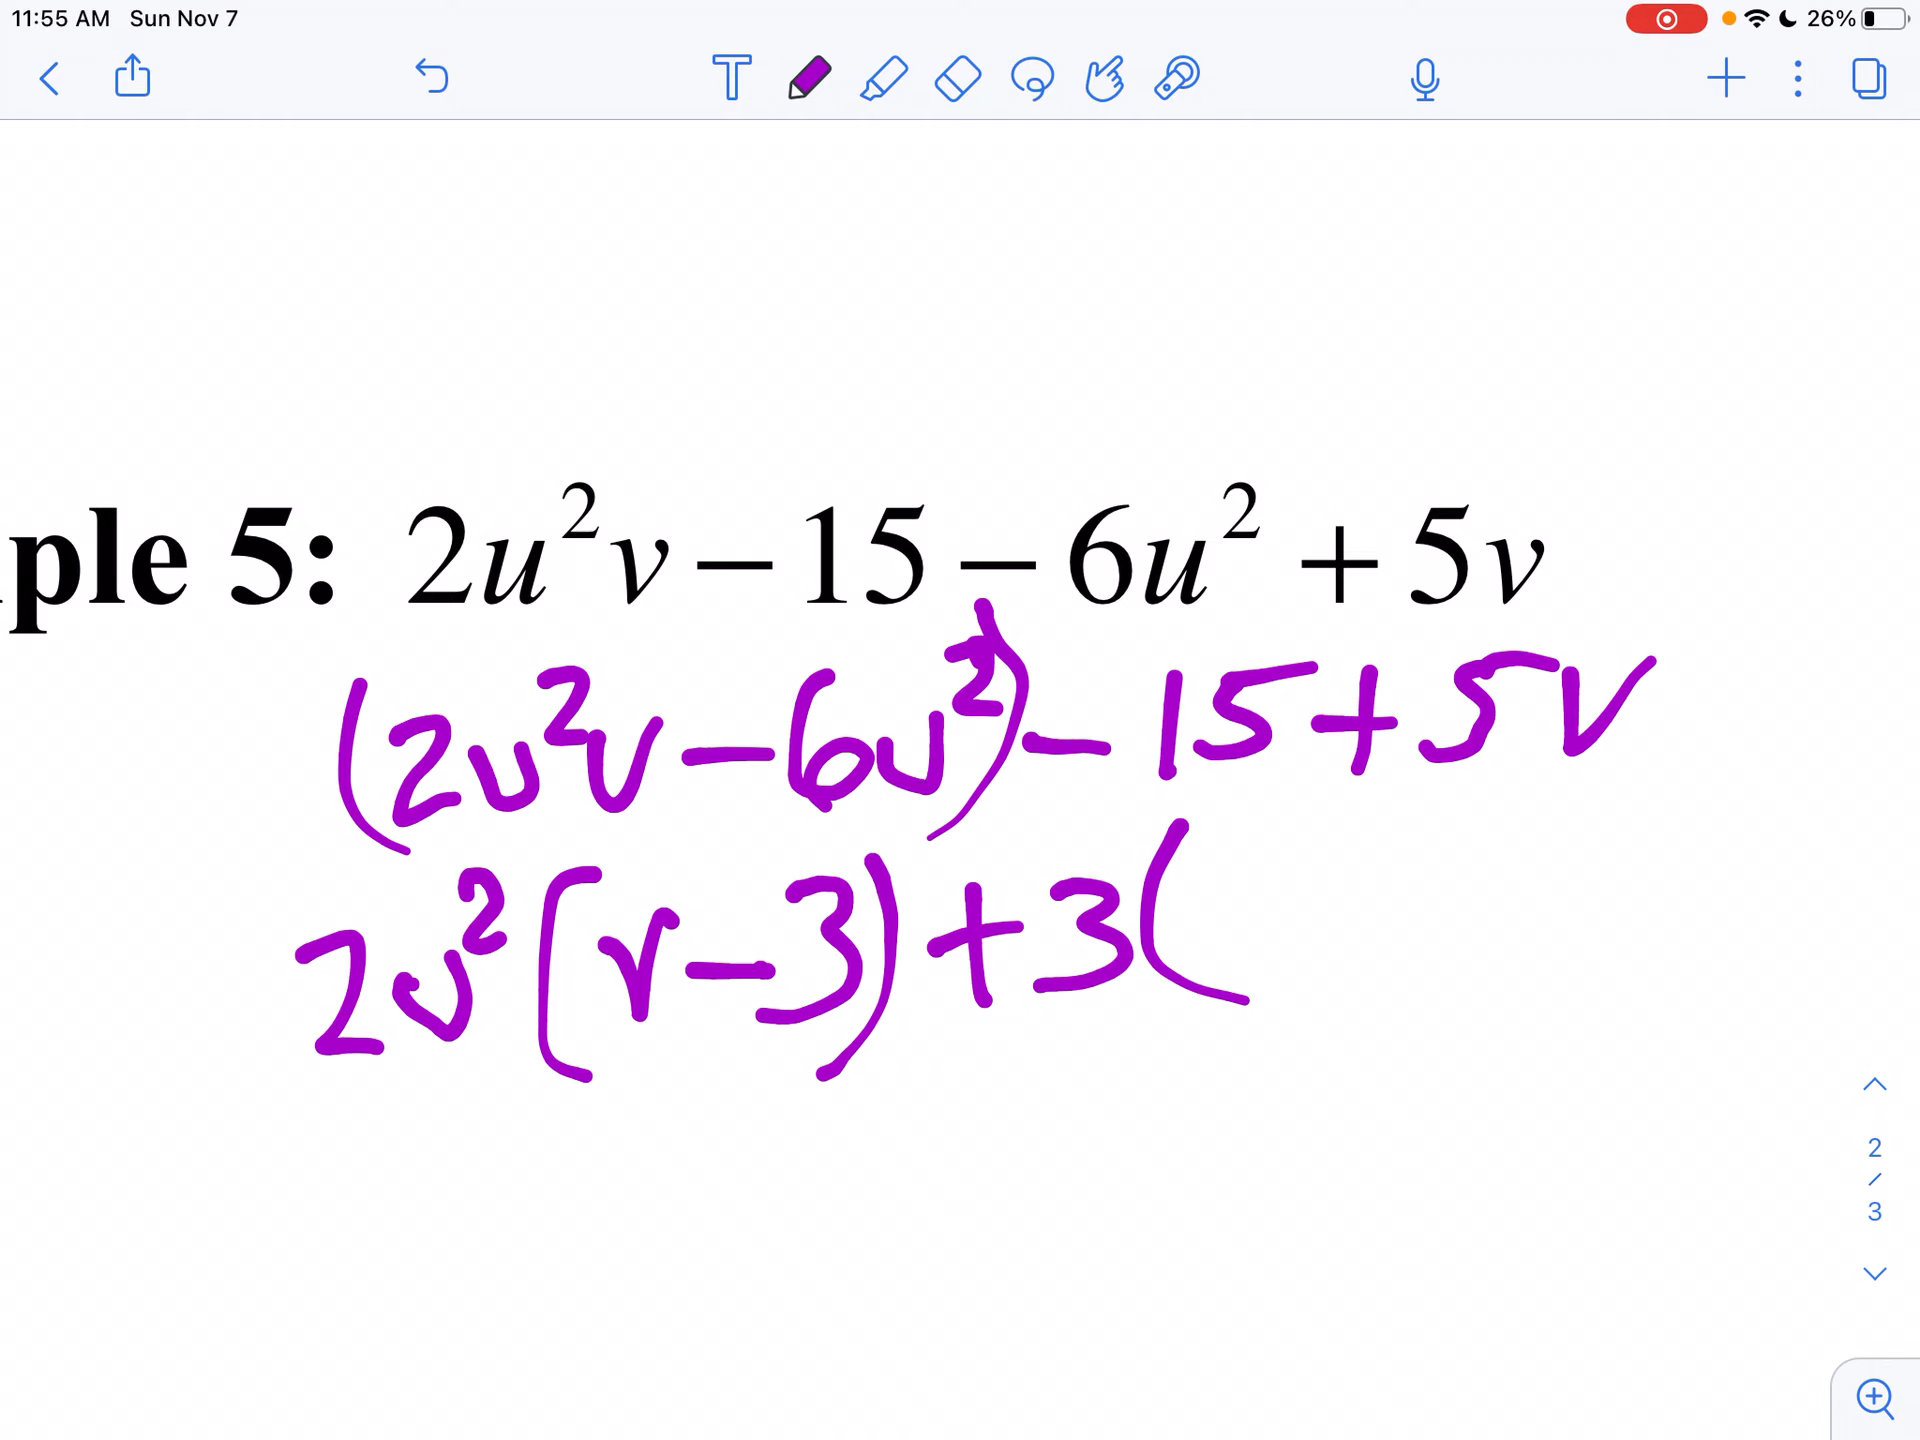 11:55 AM Sun Nov 7 26%
ple 5: 2u²v − 15 − 6u² + 5v
(2u²v − 6u²) − 15 + 5v
2u²(v − 3) + 3(
2
/
3